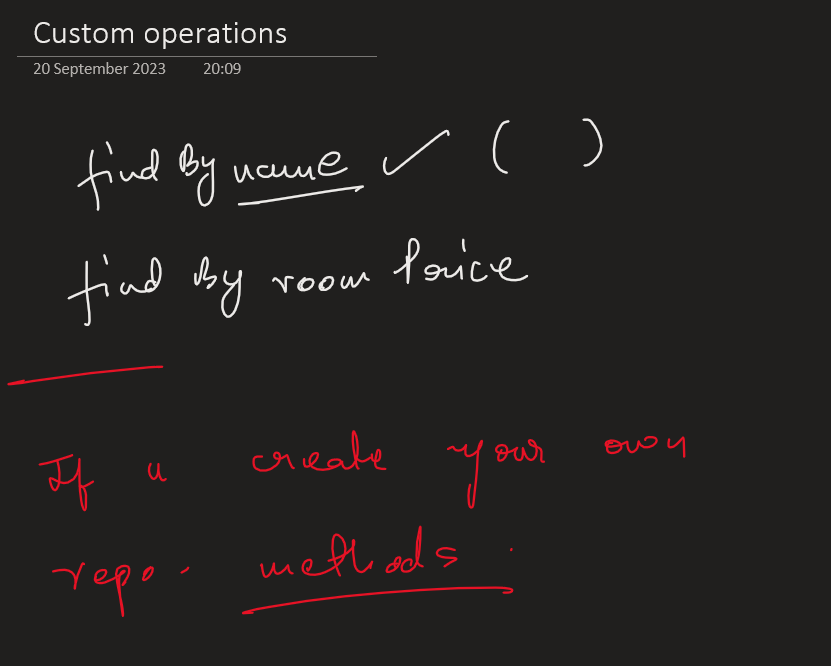 Custom operations
20 September 2023 20:09
find By name ✓ ( )
find By room Price
If u create your own
repo. methods.